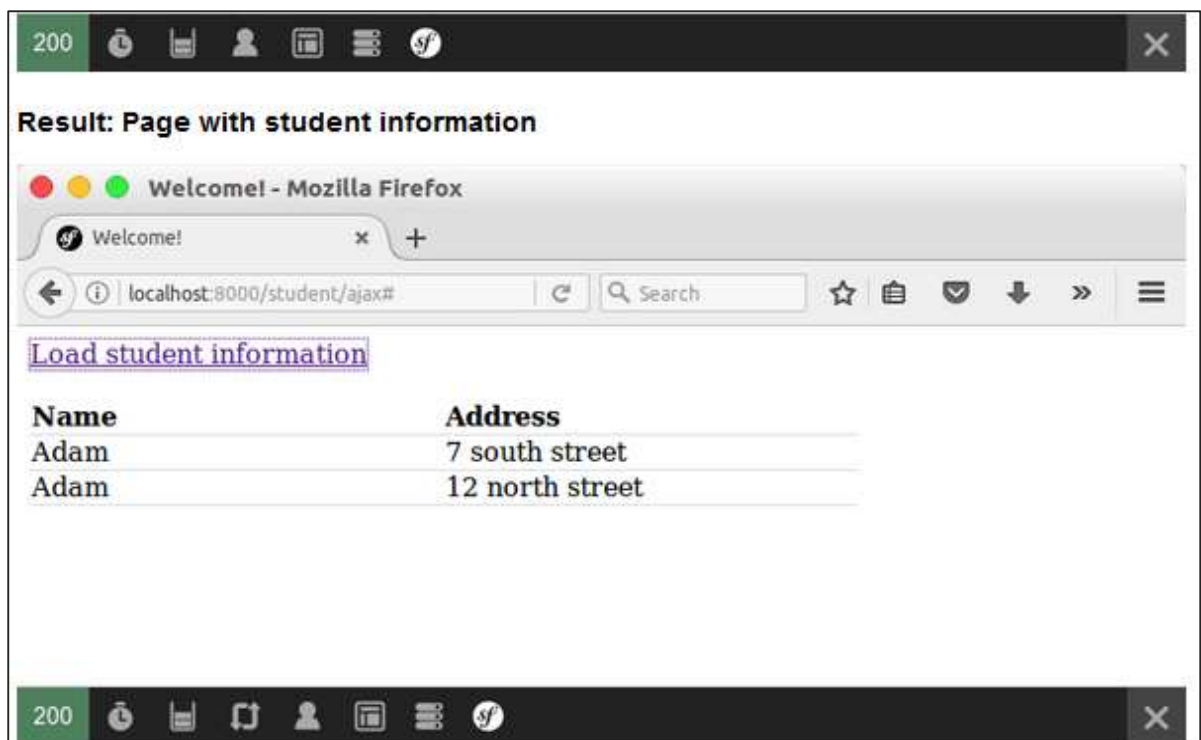 200
Result: Page with student information
Welcome! - Mozilla Firefox
Welcome!
localhost:8000/student/ajax#
Search
Load student information
Name Address
Adam 7 south street
Adam 12 north street
200